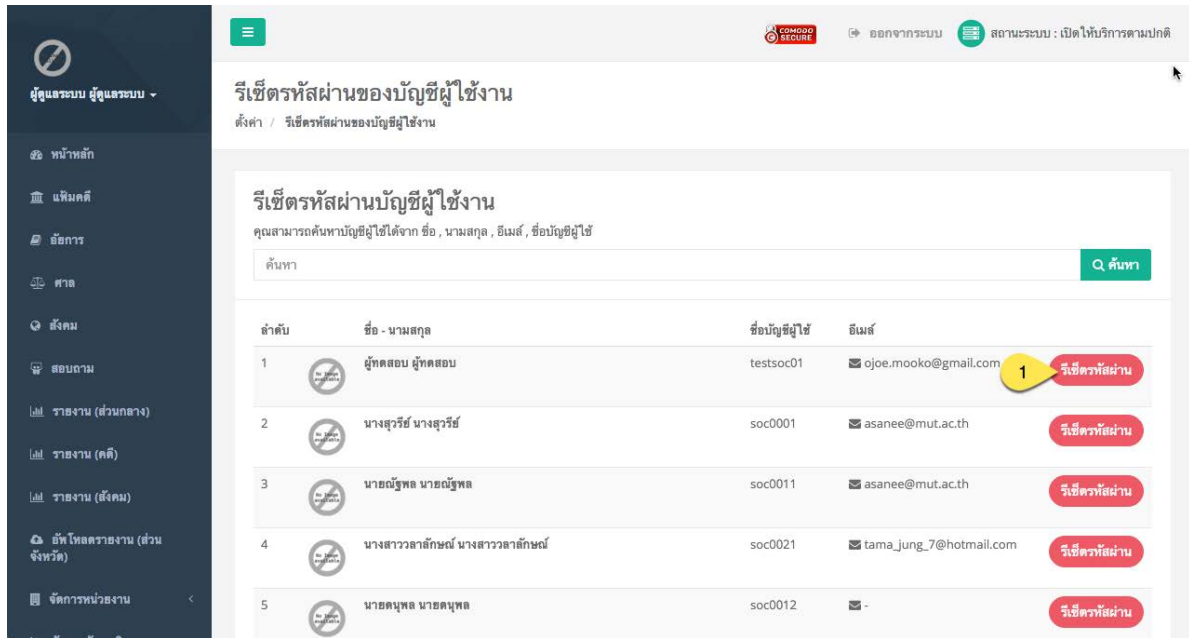 COMODO
SECURE
ออกจากระบบ
สถานะระบบ : เปิดให้บริการตามปกติ
ผู้ดูแลระบบ ผู้ดูแลระบบ
รีเซ็ตรหัสผ่านของบัญชีผู้ใช้งาน
ตั้งค่า / รีเซ็ตรหัสผ่านของบัญชีผู้ใช้งาน
หน้าหลัก
แฟ้มคดี
อัยการ
ศาล
สังคม
สอบถาม
รายงาน (ส่วนกลาง)
รายงาน (คดี)
รายงาน (สังคม)
อัพโหลดรายงาน (ส่วน
จังหวัด)
จัดการหน่วยงาน
รีเซ็ตรหัสผ่านบัญชีผู้ใช้งาน
คุณสามารถค้นหาบัญชีผู้ใช้ได้จาก ชื่อ , นามสกุล , อีเมล์ , ชื่อบัญชีผู้ใช้
ค้นหา ค้นหา
ลำดับ ชื่อ - นามสกุล ชื่อบัญชีผู้ใช้ อีเมล์
1 No Image available ผู้ทดสอบ ผู้ทดสอบ testsoc01 ojoe.mooko@gmail.com 1 รีเซ็ตรหัสผ่าน
2 No Image available นางสุวรีย์ นางสุวรีย์ soc0001 asanee@mut.ac.th รีเซ็ตรหัสผ่าน
3 No Image available นายณัฐพล นายณัฐพล soc0011 asanee@mut.ac.th รีเซ็ตรหัสผ่าน
4 No Image available นางสาววลาลักษณ์ นางสาววลาลักษณ์ soc0021 tama_jung_7@hotmail.com รีเซ็ตรหัสผ่าน
5 No Image available นายดนุพล นายดนุพล soc0012 - รีเซ็ตรหัสผ่าน